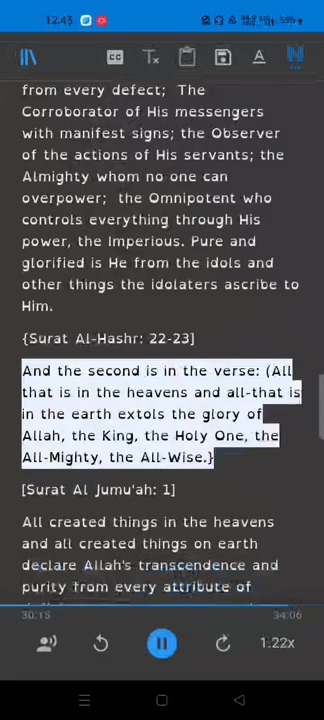 12.43
53%
CC
A
from every defect; The
Corroborator of His messengers
with manifest signs; the Observer
of the actions of His servants; the
Almighty whom no one can
overpower; the Omnipotent who
controls everything through His
power, the Imperious. Pure and
glorified is He from the idols and
other things the idolaters ascribe to
Him.
{Surat Al-Hashr: 22-23]
And the second is in the verse: (All
that is in the heavens and all-that is
in the earth extols the glory of
Allah, the King, the Holy One, the
All-Mighty, the All-Wise.}
[Surat Al Jumu'ah: 1]
All created things in the heavens
and all created things on earth
declare Allah's transcendence and
purity from every attribute of
30:15
34:06
1.22x